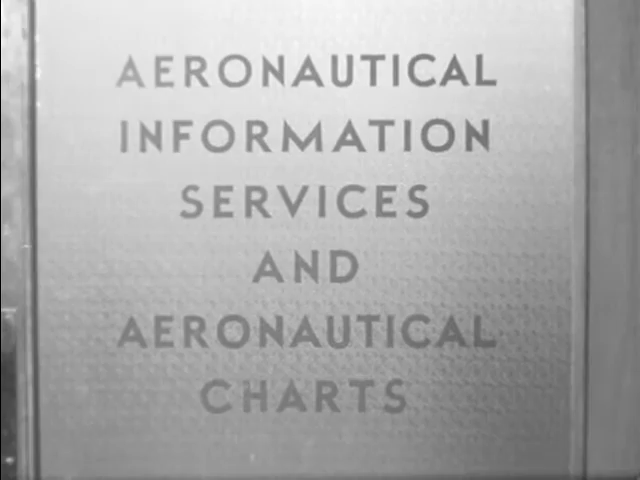 AERONAUTICAL
INFORMATION
SERVICES
AND
AERONAUTICAL
CHARTS